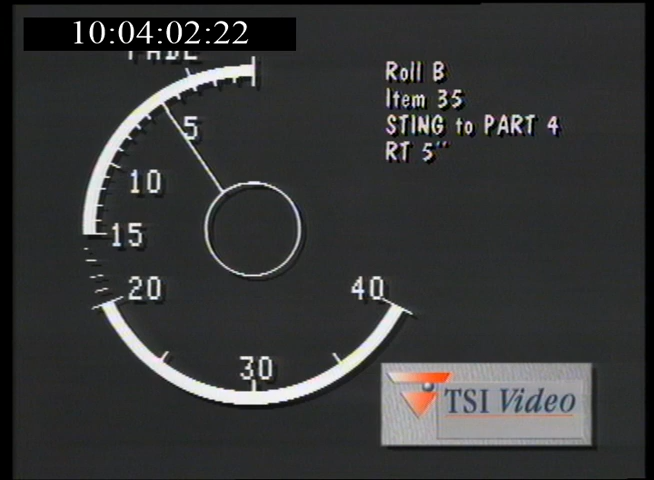 10:04:02:22
FADE
Roll B
Item 35
STING to PART 4
RT 5"
5
10
15
20
40
30
TSI Video